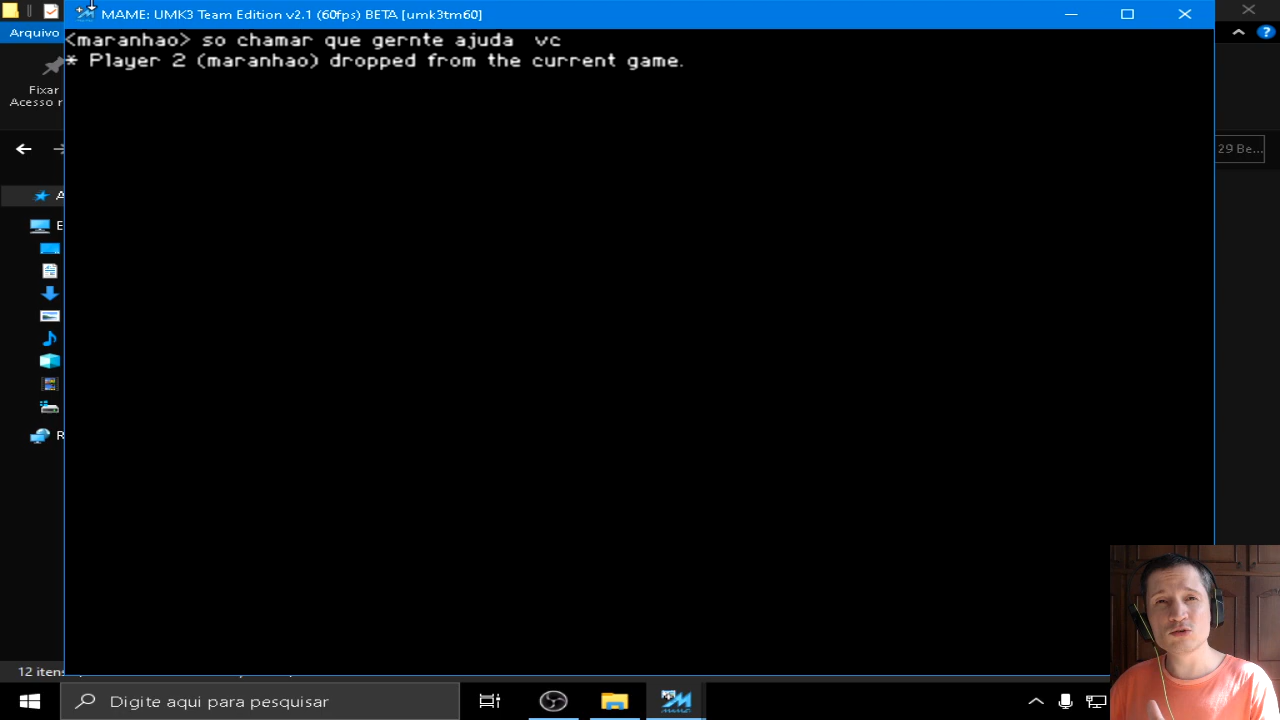 MAME: UMK3 Team Edition v2.1 (60fps) BETA [umk3tm60]
Arquivo
<maranhao> so chamar que gernte ajuda vc
* Player 2 (maranhao) dropped from the current game.
Fixar
Acesso r
29 Be...
A
E
R
12 iten
Digite aqui para pesquisar